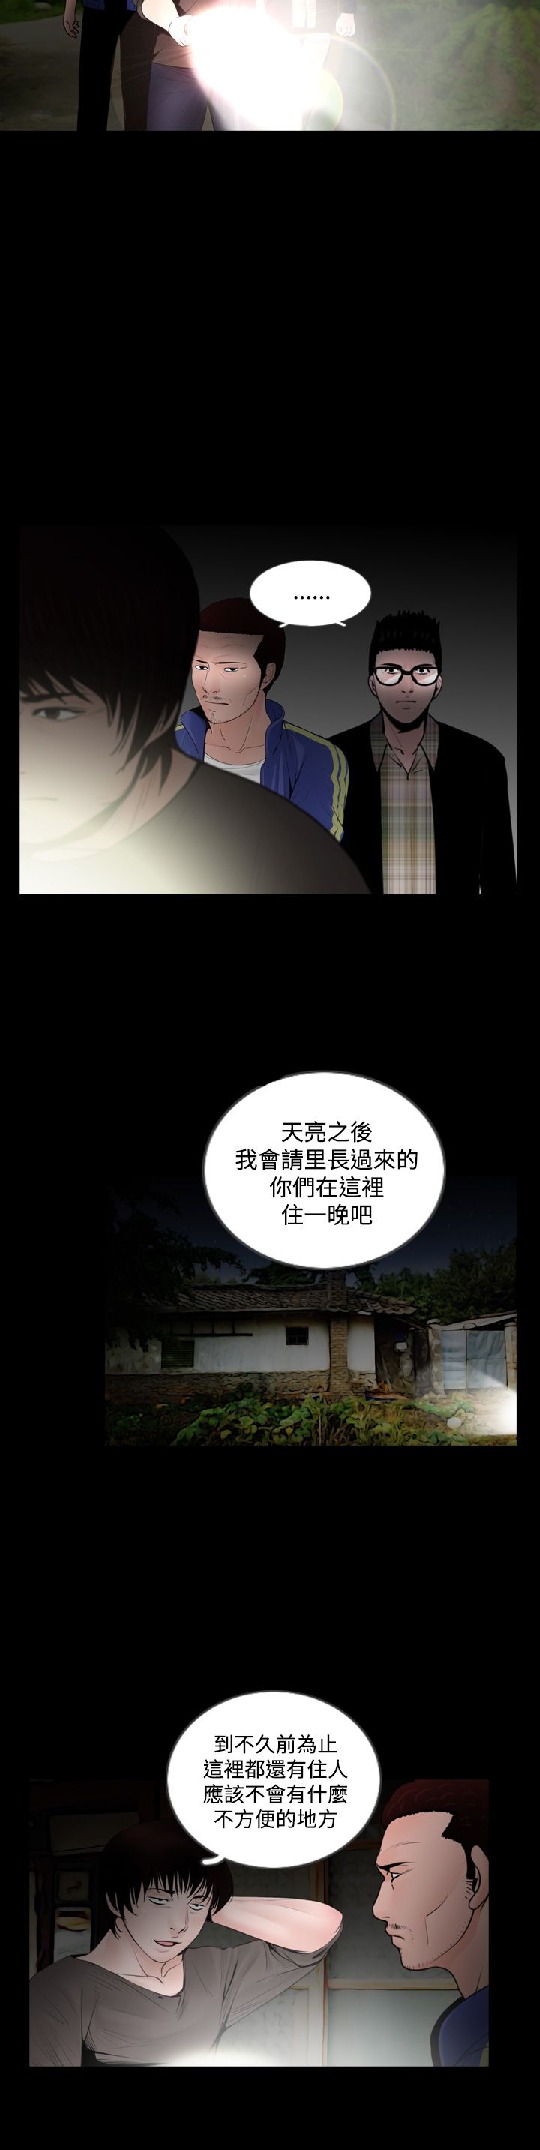 ......
天亮之後
我會請里長過來的
你們在這裡
住一晚吧
到不久前為止
這裡都還有住人
應該不會有什麼
不方便的地方